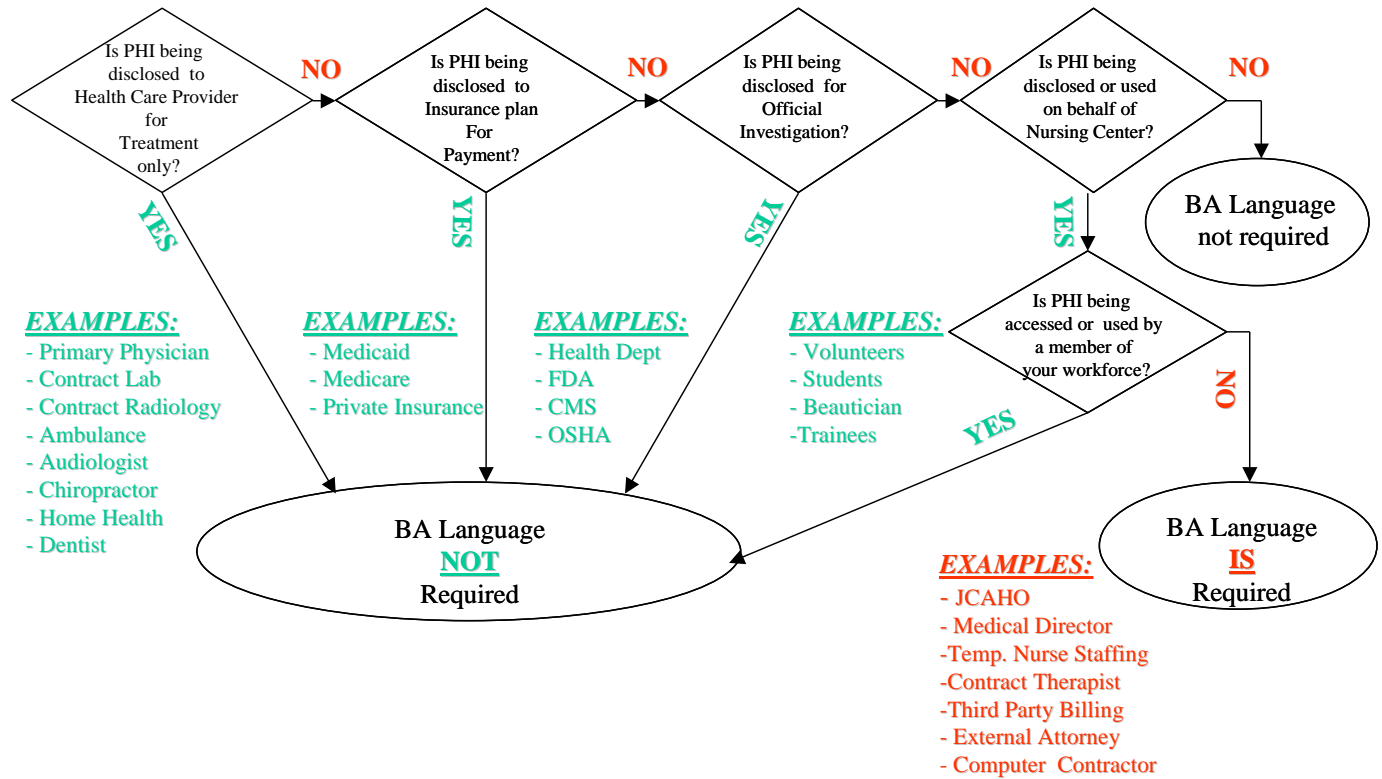 Is PHI being
disclosed to
Health Care Provider
for
Treatment
only?
NO
Is PHI being
disclosed to
Insurance plan
For
Payment?
NO
Is PHI being
disclosed for
Official
Investigation?
NO
Is PHI being
disclosed or used
on behalf of
Nursing Center?
NO
BA Language
not required
YES
YES
YES
YES
Is PHI being
accessed or used by
a member of
your workforce?
NO
YES
EXAMPLES:
- Primary Physician
- Contract Lab
- Contract Radiology
- Ambulance
- Audiologist
- Chiropractor
- Home Health
- Dentist
EXAMPLES:
- Medicaid
- Medicare
- Private Insurance
EXAMPLES:
- Health Dept
- FDA
- CMS
- OSHA
EXAMPLES:
- Volunteers
- Students
- Beautician
-Trainees
BA Language
NOT
Required
BA Language
IS
Required
EXAMPLES:
- JCAHO
- Medical Director
-Temp. Nurse Staffing
-Contract Therapist
-Third Party Billing
- External Attorney
- Computer Contractor